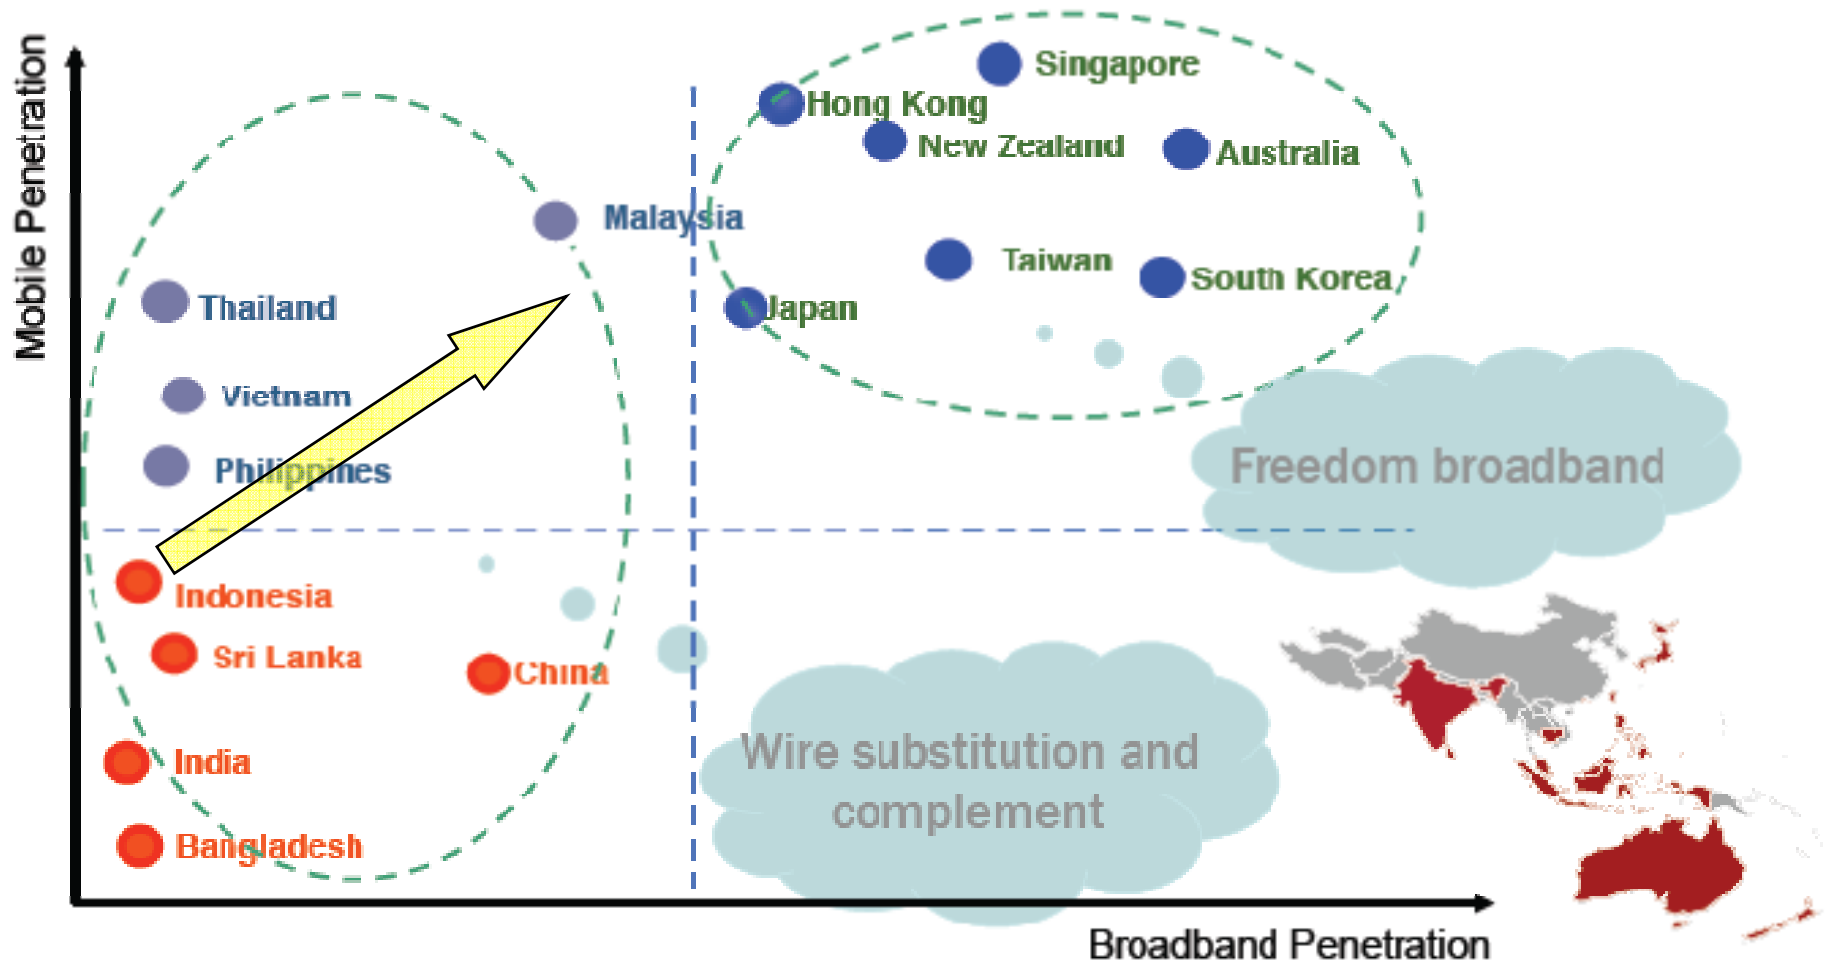 Mobile Penetration
Singapore
Hong Kong
New Zealand
Australia
Malaysia
Taiwan
South Korea
Thailand
Japan
Vietnam
Philippines
Freedom broadband
Indonesia
Sri Lanka
China
India
Wire substitution and
complement
Bangladesh
Broadband Penetration